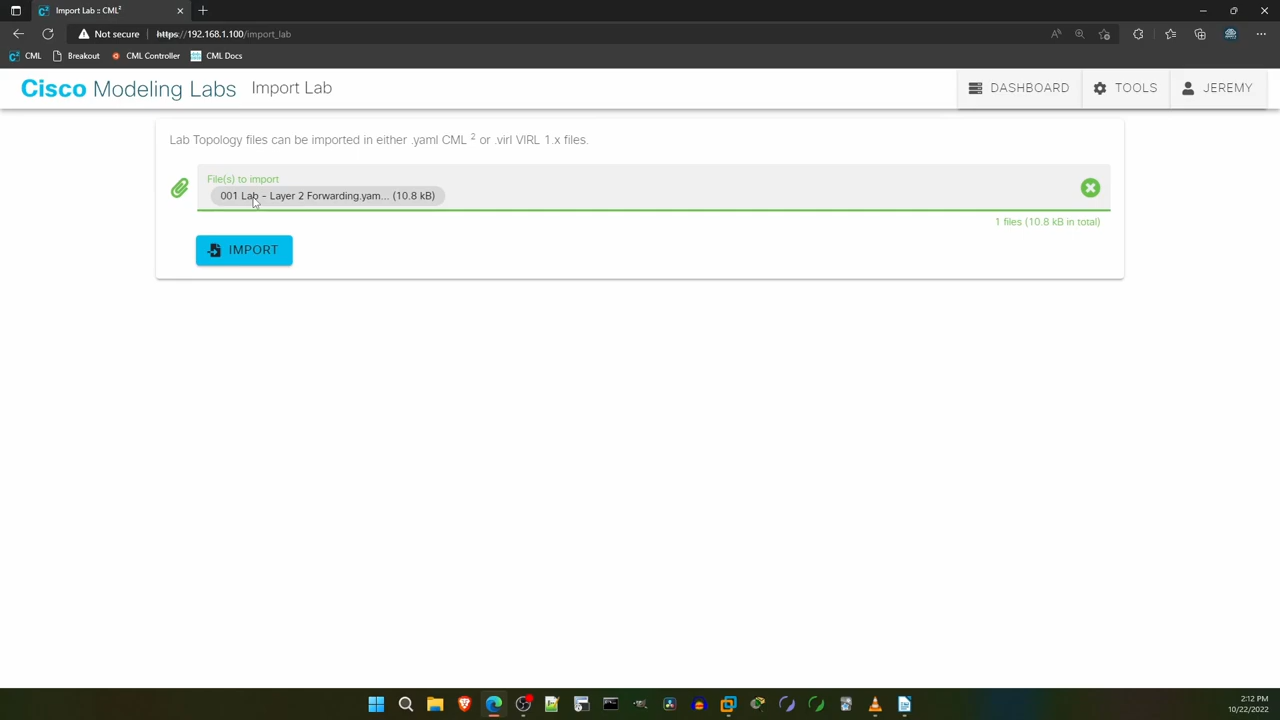 Import Lab :: CML²
Not secure https://192.168.1.100/import_lab
CML Breakout CML Controller CML Docs
Cisco Modeling Labs Import Lab DASHBOARD TOOLS JEREMY
Lab Topology files can be imported in either .yaml CML ² or .virl VIRL 1.x files.
File(s) to import
001 Lab - Layer 2 Forwarding.yam... (10.8 kB)
1 files (10.8 kB in total)
IMPORT
2:12 PM
10/22/2022